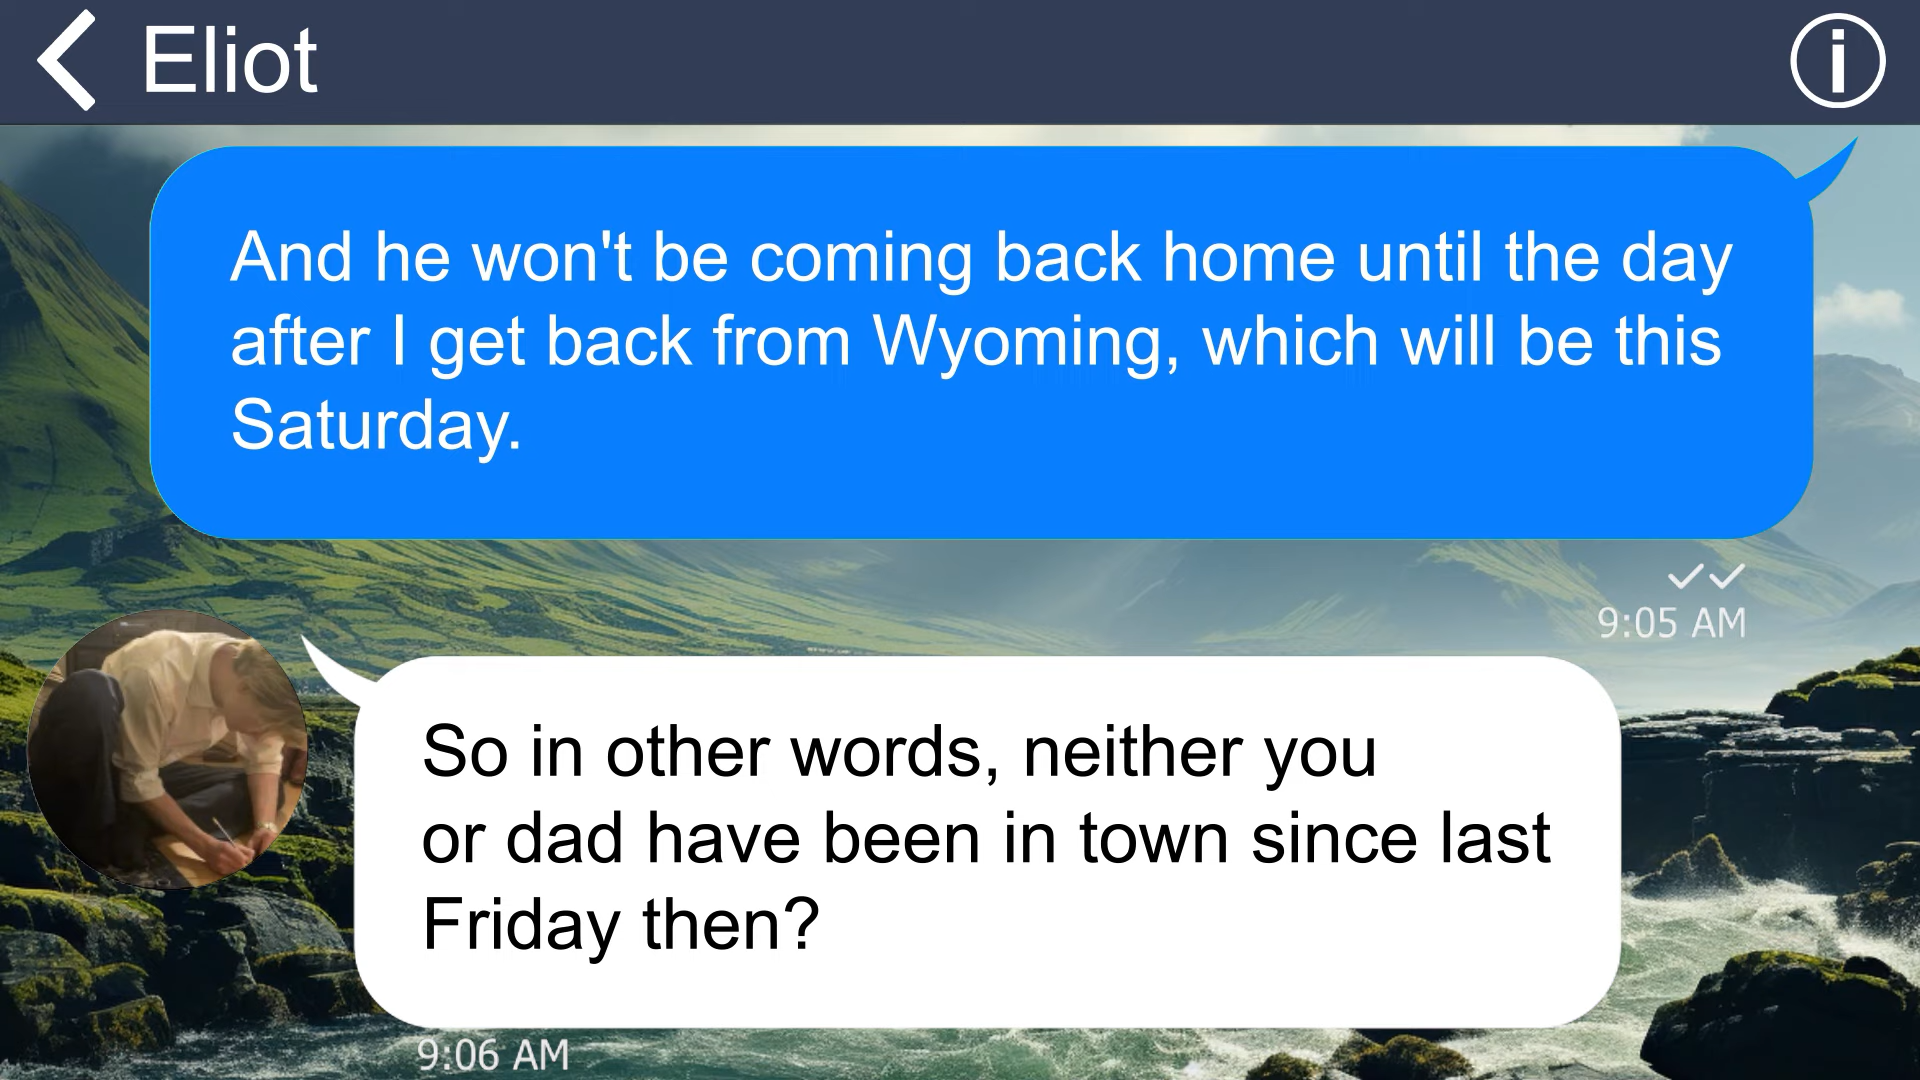 Eliot
And he won't be coming back home until the day
after I get back from Wyoming, which will be this
Saturday.
9:05 AM
So in other words, neither you
or dad have been in town since last
Friday then?
9:06 AM